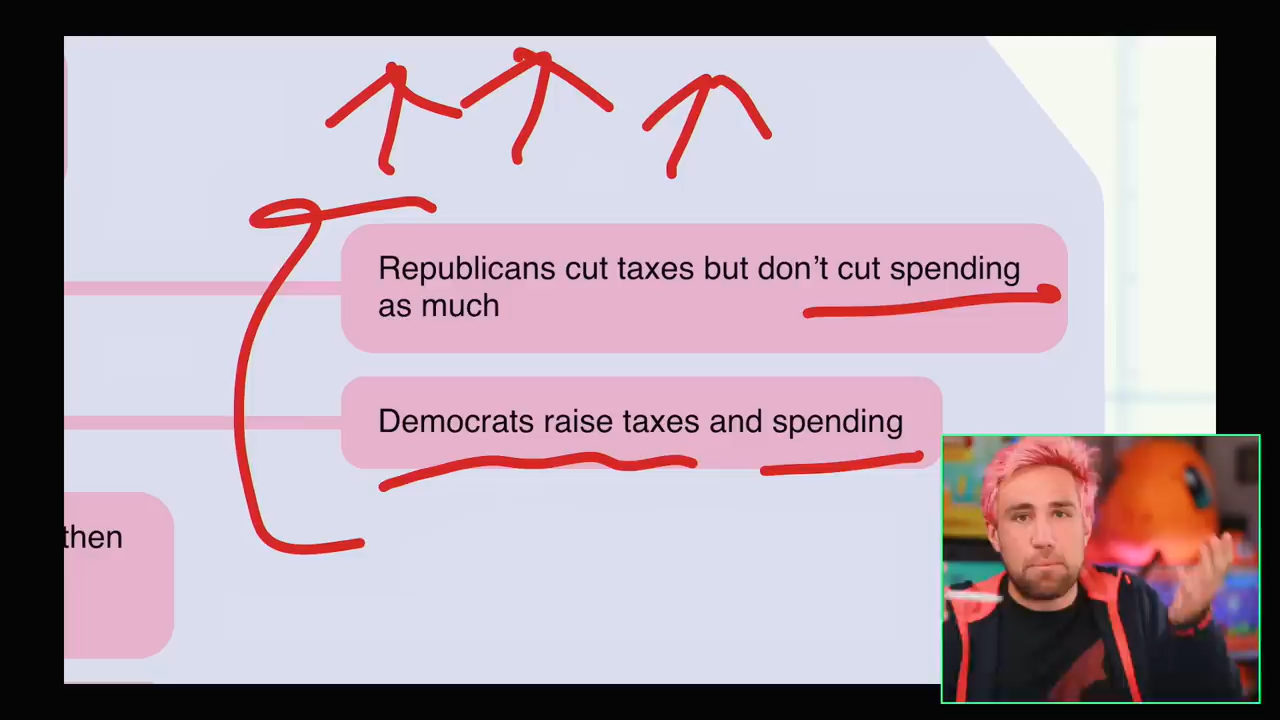 Republicans cut taxes but don’t cut spending
as much
Democrats raise taxes and spending
then